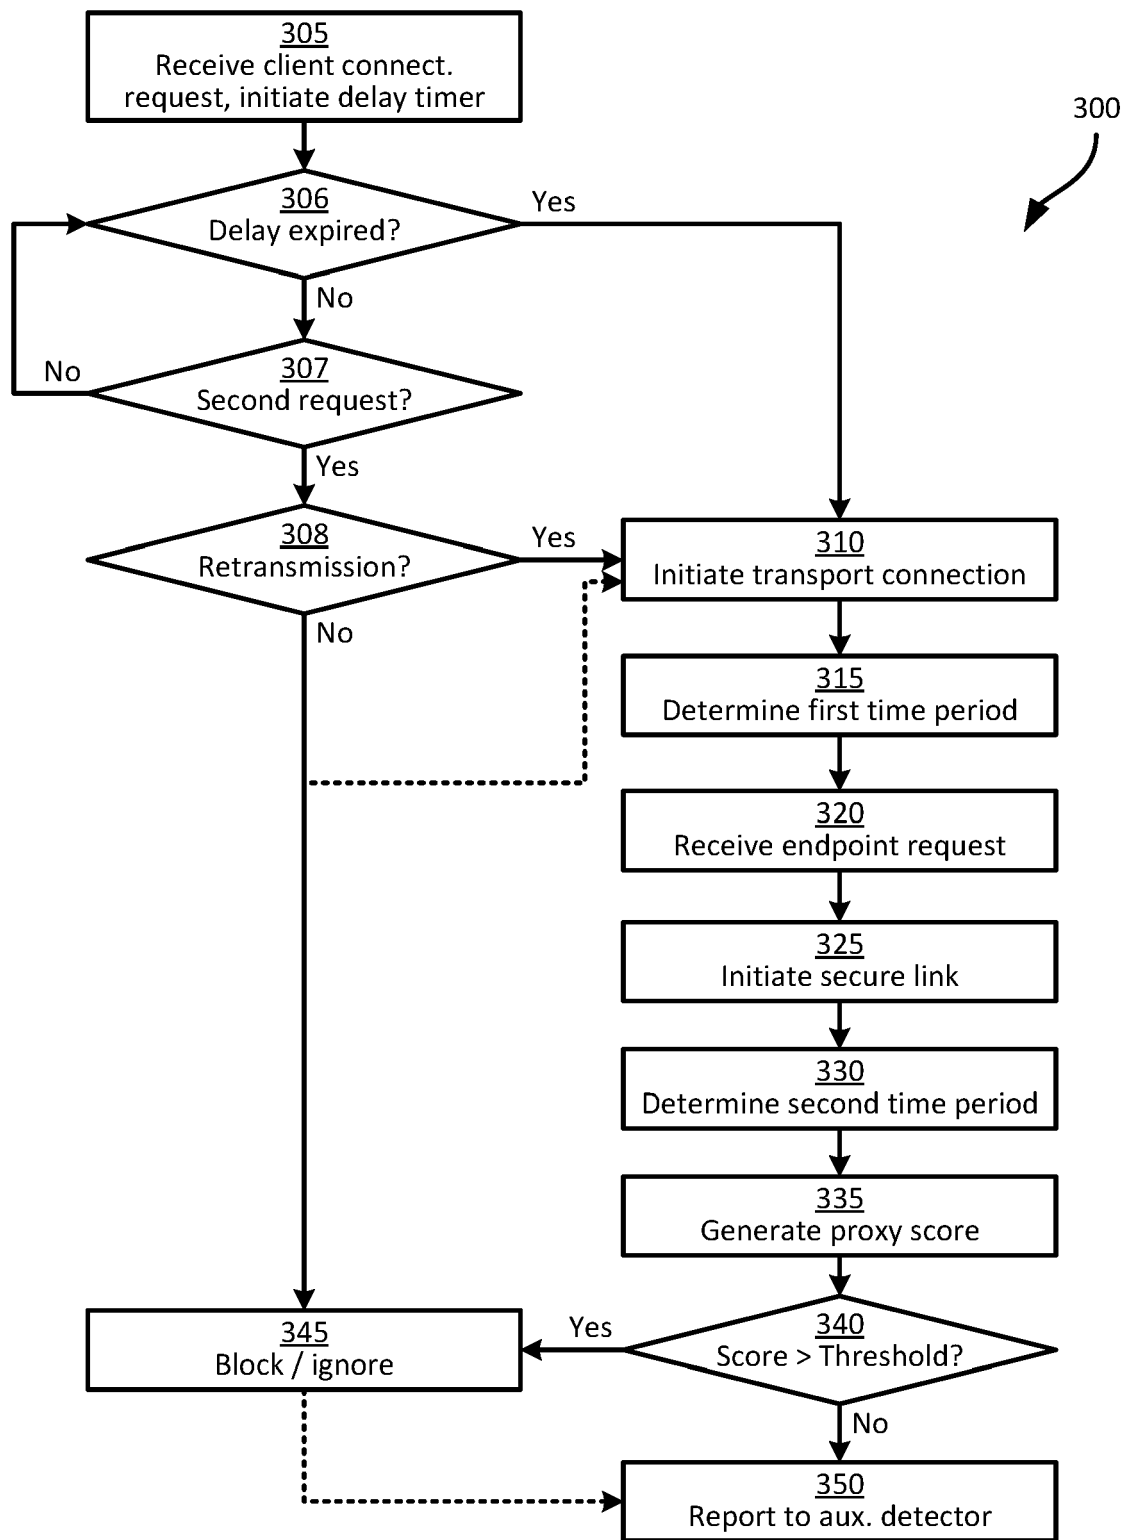 305
Receive client connect.
request, initiate delay timer
300
306
Delay expired?
Yes
No
307
Second request?
No
Yes
308
Retransmission?
Yes
No
310
Initiate transport connection
315
Determine first time period
320
Receive endpoint request
325
Initiate secure link
330
Determine second time period
335
Generate proxy score
340
Score > Threshold?
Yes
No
345
Block / ignore
350
Report to aux. detector